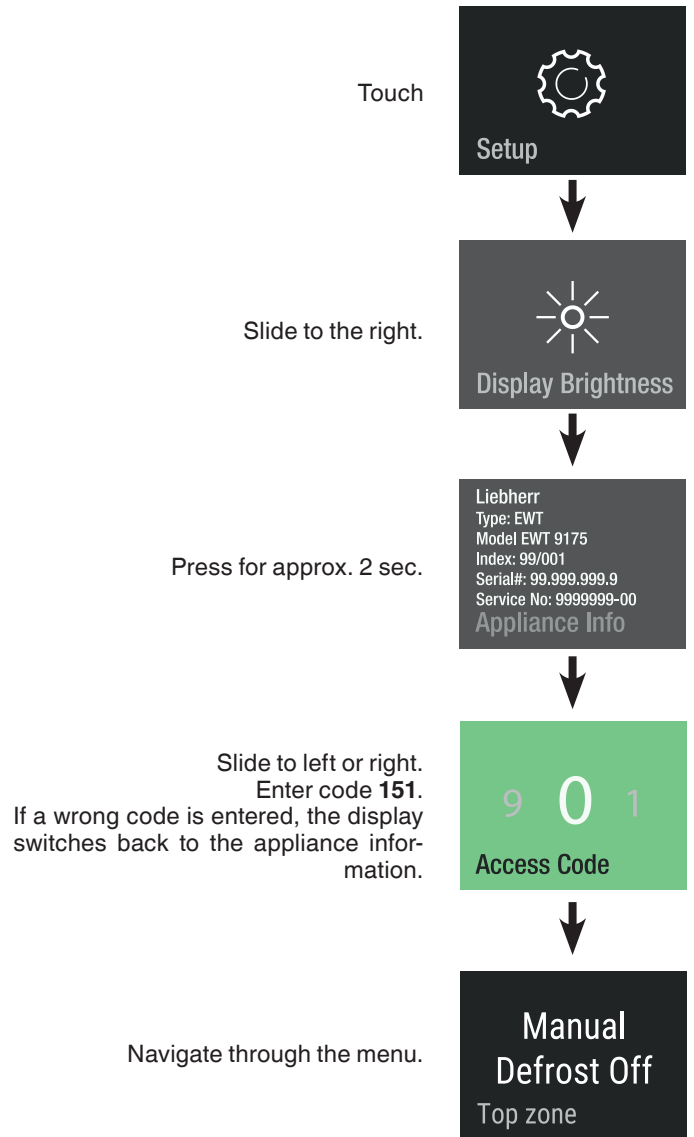 Touch
Setup
Slide to the right.
Display Brightness
Press for approx. 2 sec.
Liebherr
Type: EWT
Model EWT 9175
Index: 99/001
Serial#: 99.999.999.9
Service No: 9999999-00
Appliance Info
Slide to left or right.
Enter code 151.
If a wrong code is entered, the display
switches back to the appliance infor-
mation.
9 0 1
Access Code
Navigate through the menu.
Manual
Defrost Off
Top zone